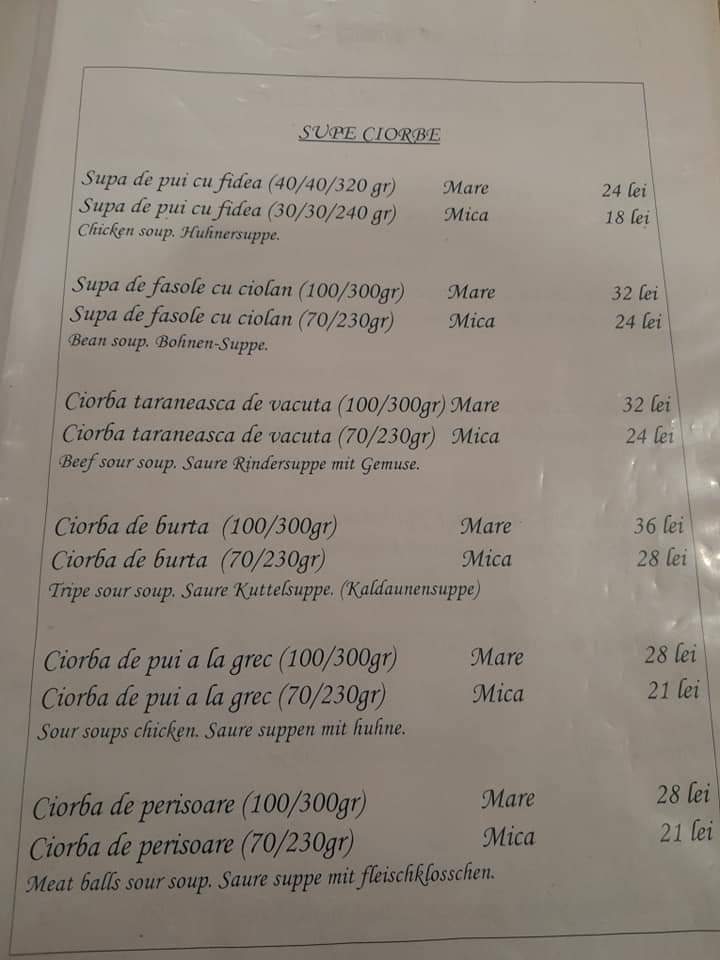 SUPE CIORBE
Supa de pui cu fidea (40/40/320 gr) Mare 24 lei
Supa de pui cu fidea (30/30/240 gr) Mica 18 lei
Chicken soup. Huhnersuppe.
Supa de fasole cu ciolan (100/300gr) Mare 32 lei
Supa de fasole cu ciolan (70/230gr) Mica 24 lei
Bean soup. Bohnen-Suppe.
Ciorba taraneasca de vacuta (100/300gr) Mare 32 lei
Ciorba taraneasca de vacuta (70/230gr) Mica 24 lei
Beef sour soup. Saure Rindersuppe mit Gemuse.
Ciorba de burta (100/300gr) Mare 36 lei
Ciorba de burta (70/230gr) Mica 28 lei
Tripe sour soup. Saure Kuttelsuppe. (Kaldaunensuppe)
Ciorba de pui a la grec (100/300gr) Mare 28 lei
Ciorba de pui a la grec (70/230gr) Mica 21 lei
Sour soups chicken. Saure suppen mit huhne.
Ciorba de perisoare (100/300gr) Mare 28 lei
Ciorba de perisoare (70/230gr) Mica 21 lei
Meat balls sour soup. Saure suppe mit fleischklosschen.